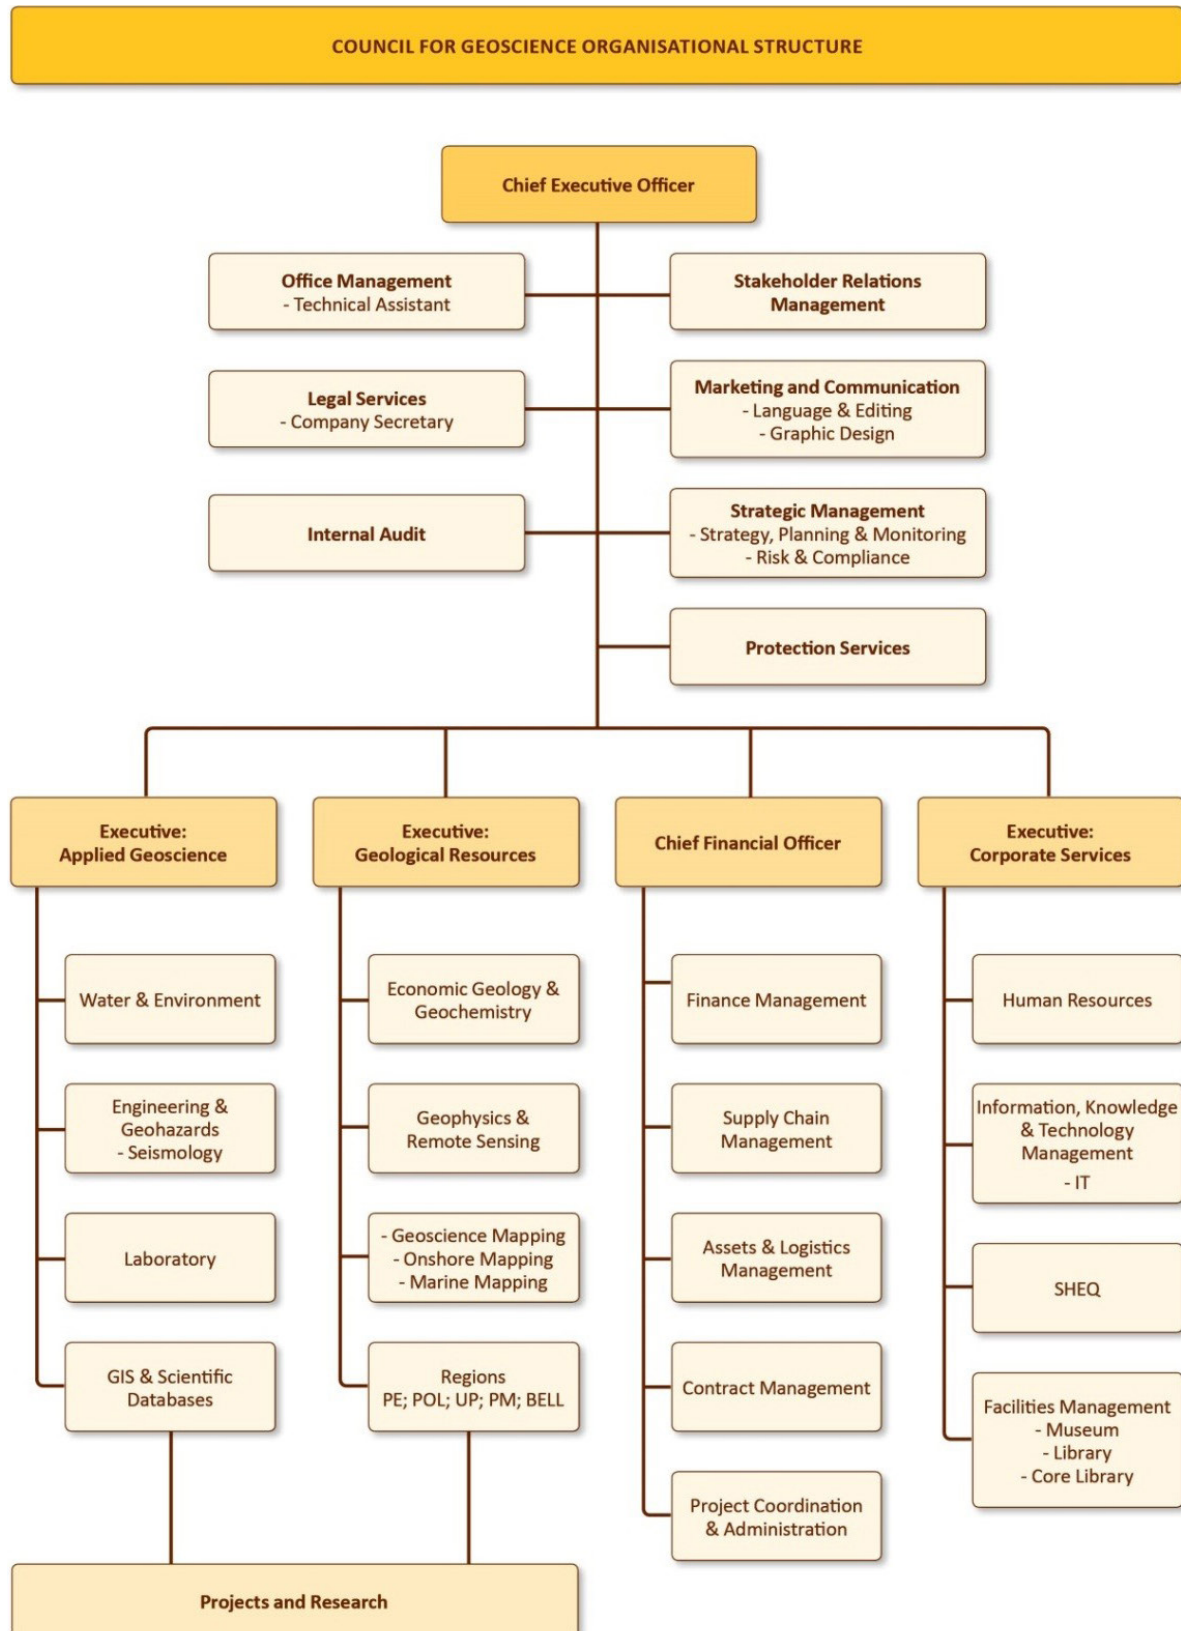 COUNCIL FOR GEOSCIENCE ORGANISATIONAL STRUCTURE
Chief Executive Officer
Office Management
- Technical Assistant
Stakeholder Relations
Management
Legal Services
- Company Secretary
Marketing and Communication
- Language & Editing
- Graphic Design
Internal Audit
Strategic Management
- Strategy, Planning & Monitoring
- Risk & Compliance
Protection Services
Executive:
Applied Geoscience
Water & Environment
Engineering &
Geohazards
- Seismology
Laboratory
GIS & Scientific
Databases
Executive:
Geological Resources
Economic Geology &
Geochemistry
Geophysics &
Remote Sensing
- Geoscience Mapping
- Onshore Mapping
- Marine Mapping
Regions
PE; POL; UP; PM; BELL
Projects and Research
Chief Financial Officer
Finance Management
Supply Chain
Management
Assets & Logistics
Management
Contract Management
Project Coordination
& Administration
Executive:
Corporate Services
Human Resources
Information, Knowledge
& Technology
Management
- IT
SHEQ
Facilities Management
- Museum
- Library
- Core Library